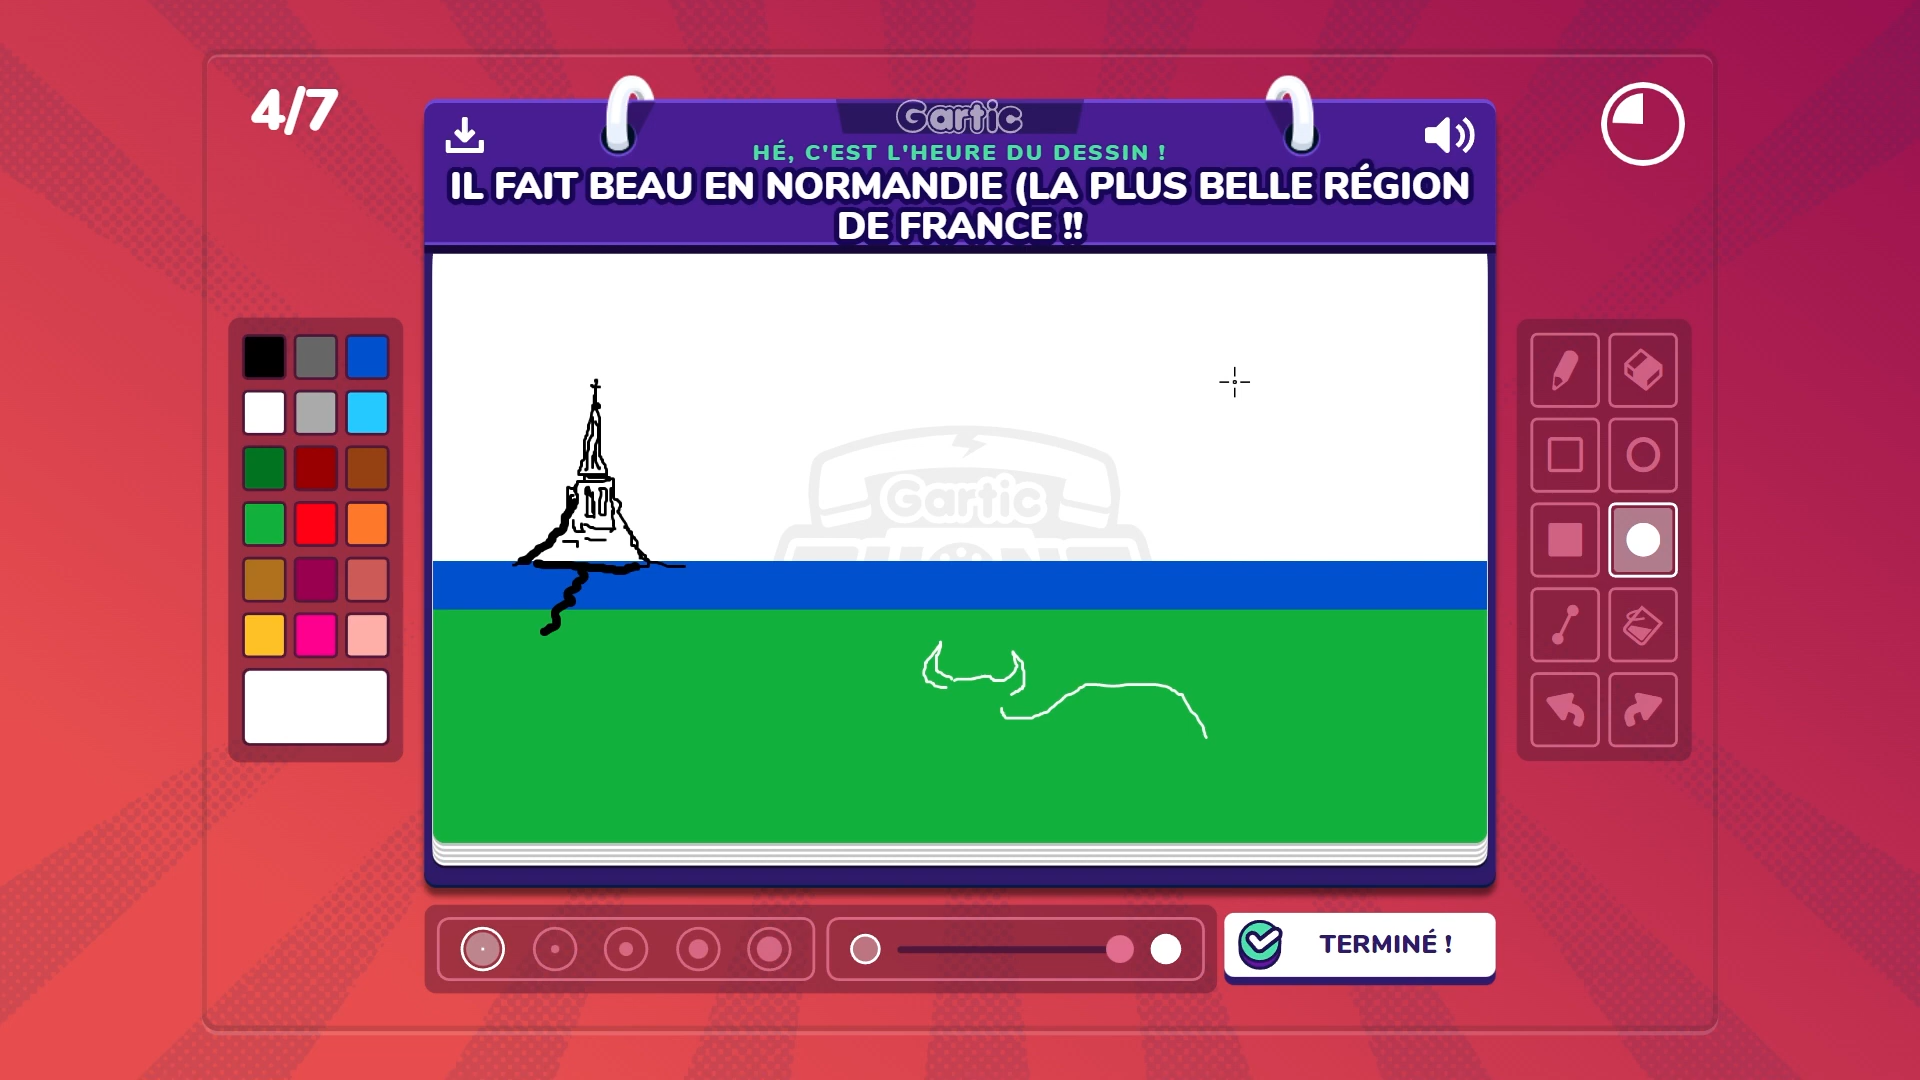 4/7
Gartic
HÉ, C'EST L'HEURE DU DESSIN !
IL FAIT BEAU EN NORMANDIE (LA PLUS BELLE RÉGION
DE FRANCE !!
Gartic
TERMINÉ !